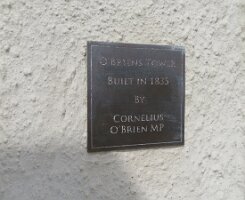 O'BRIENS TOWER
BUILT IN 1835
BY
CORNELIUS
O'BRIEN MP